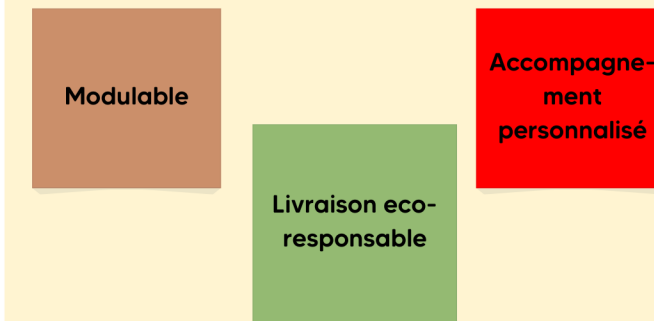 Modulable
Livraison eco-
responsable
Accompagne-
ment
personnalisé